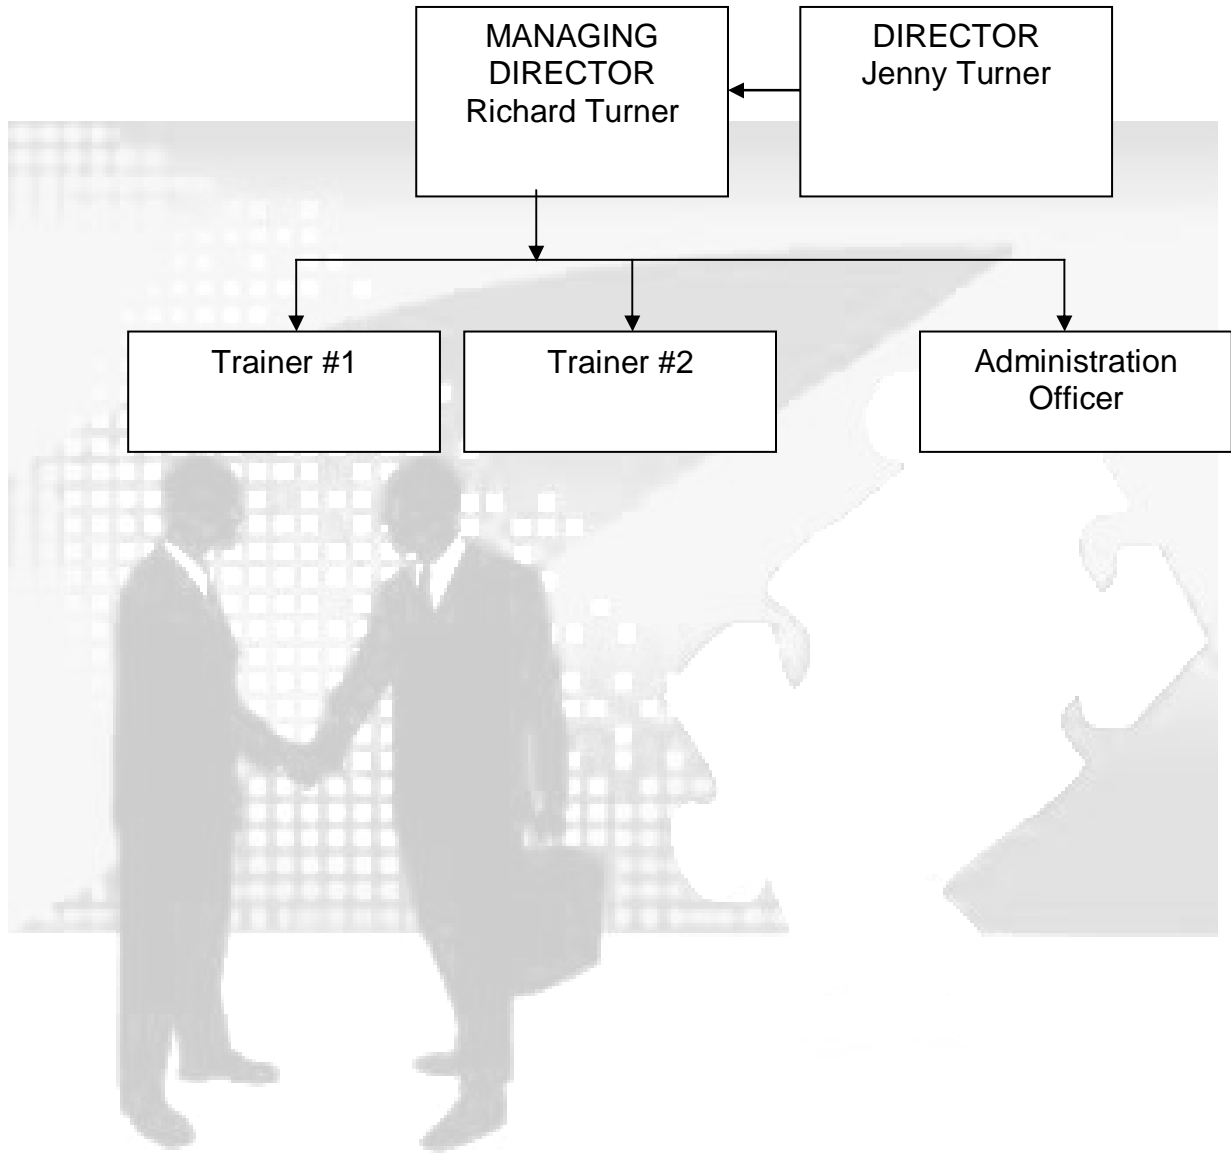 MANAGING
DIRECTOR
Richard Turner
DIRECTOR
Jenny Turner
Trainer #1
Trainer #2
Administration
Officer